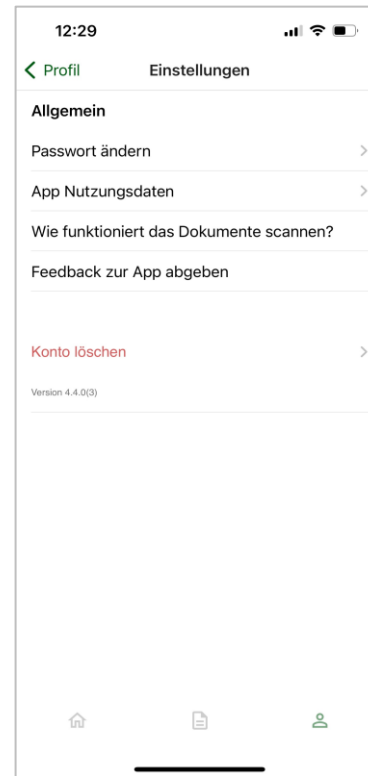 12:29
Profil
Einstellungen
Allgemein
Passwort ändern
App Nutzungsdaten
Wie funktioniert das Dokumente scannen?
Feedback zur App abgeben
Konto löschen
Version 4.4.0(3)